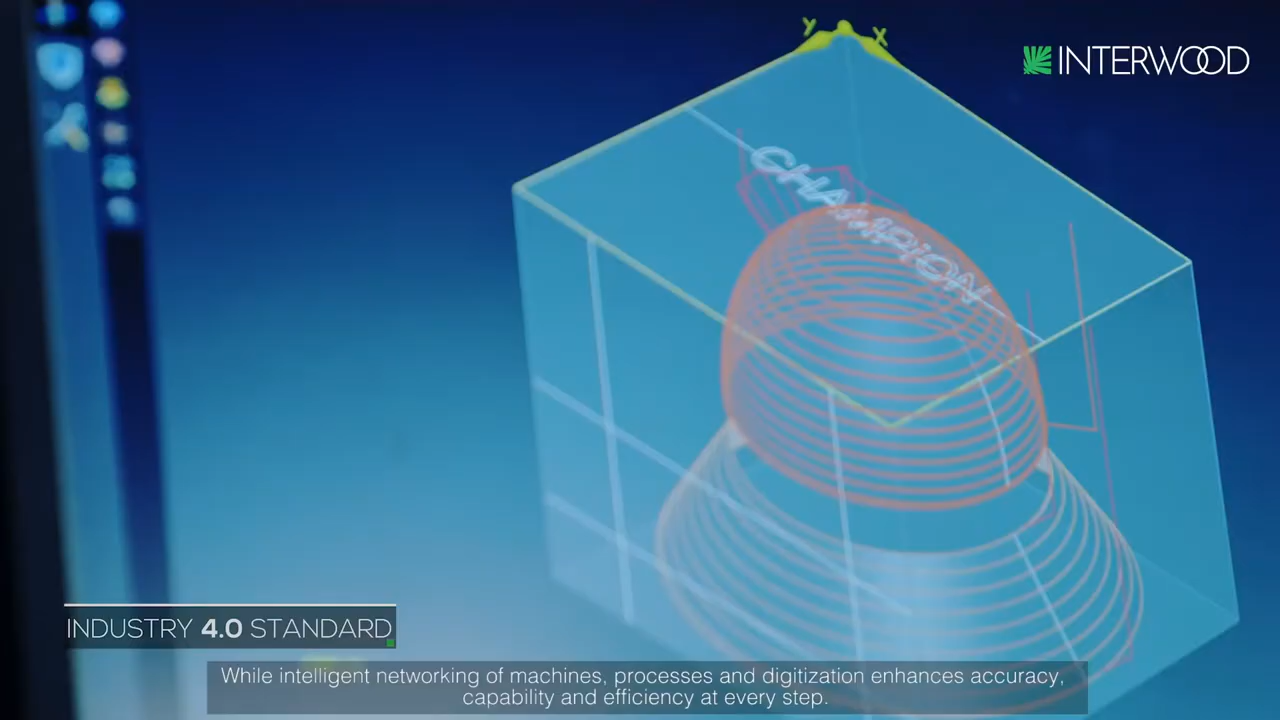 Y X
INTERWOOD
CHAMPiON
INDUSTRY 4.0 STANDARD
While intelligent networking of machines, processes and digitization enhances accuracy,
capability and efficiency at every step.